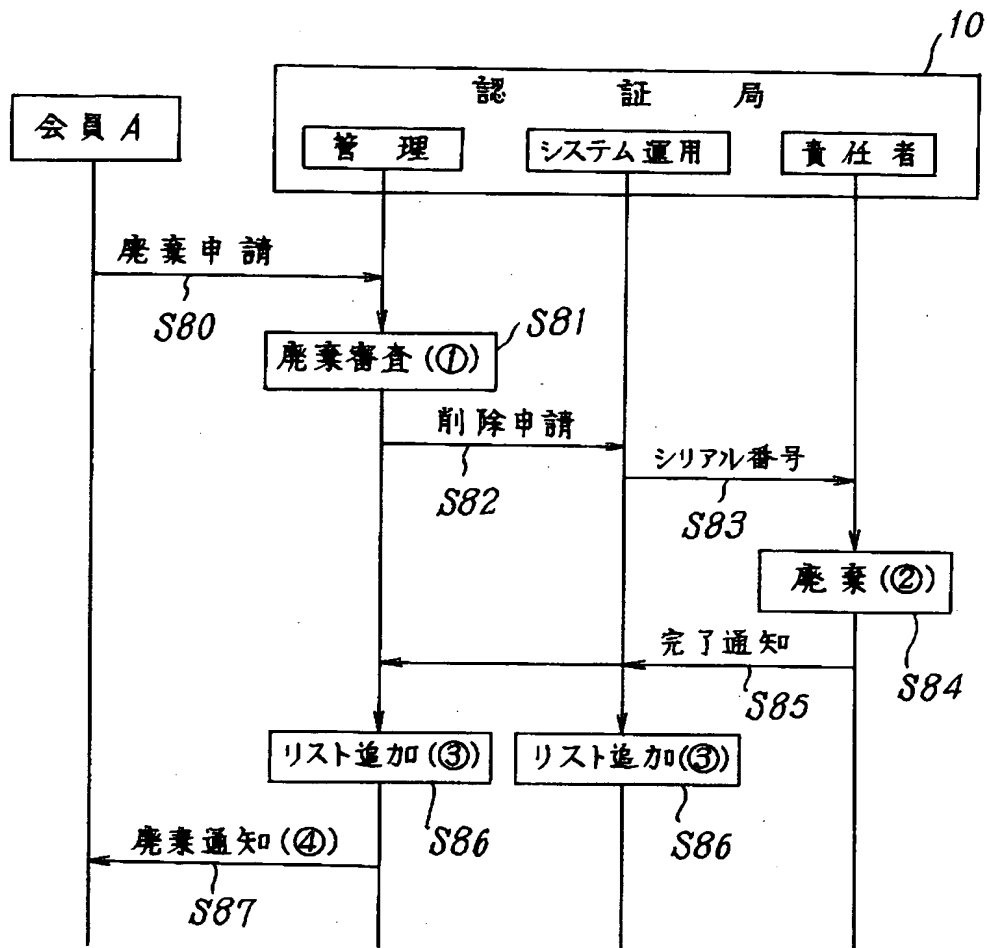 10
認証局
会員A
管理
システム運用
責任者
廃棄申請
S80
S81
廃棄審査(①)
削除申請
S82
シリアル番号
S83
廃棄(②)
S84
完了通知
S85
リスト追加(③)
リスト追加(③)
S86
S86
廃棄通知(④)
S87